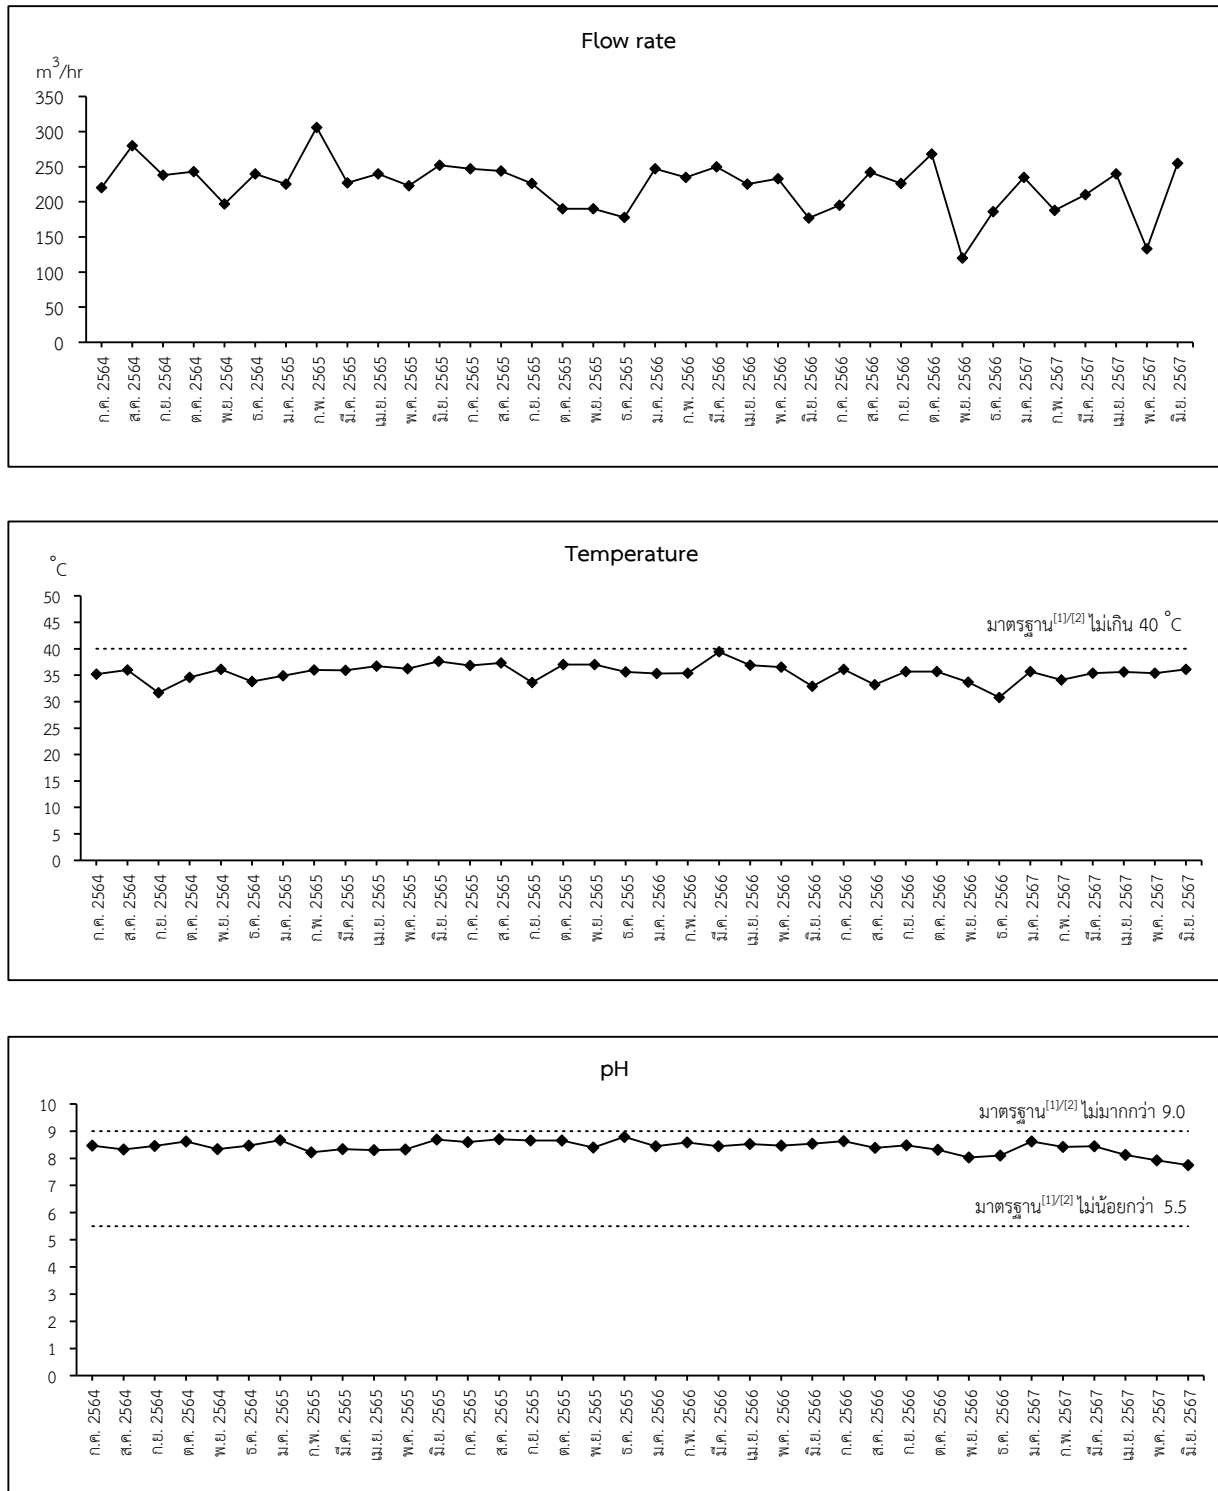 Flow rate
m³/hr
350
300
250
200
150
100
50
0
ก.ค. 2564
ส.ค. 2564
ก.ย. 2564
ต.ค. 2564
พ.ย. 2564
ธ.ค. 2564
ม.ค. 2565
ก.พ. 2565
มี.ค. 2565
เม.ย. 2565
พ.ค. 2565
มิ.ย. 2565
ก.ค. 2565
ส.ค. 2565
ก.ย. 2565
ต.ค. 2565
พ.ย. 2565
ธ.ค. 2565
ม.ค. 2566
ก.พ. 2566
มี.ค. 2566
เม.ย. 2566
พ.ค. 2566
มิ.ย. 2566
ก.ค. 2566
ส.ค. 2566
ก.ย. 2566
ต.ค. 2566
พ.ย. 2566
ธ.ค. 2566
ม.ค. 2567
ก.พ. 2567
มี.ค. 2567
เม.ย. 2567
พ.ค. 2567
มิ.ย. 2567
Temperature
°C
มาตรฐาน[1]/[2] ไม่เกิน 40 °C
50
45
40
35
30
25
20
15
10
5
0
ก.ค. 2564
ส.ค. 2564
ก.ย. 2564
ต.ค. 2564
พ.ย. 2564
ธ.ค. 2564
ม.ค. 2565
ก.พ. 2565
มี.ค. 2565
เม.ย. 2565
พ.ค. 2565
มิ.ย. 2565
ก.ค. 2565
ส.ค. 2565
ก.ย. 2565
ต.ค. 2565
พ.ย. 2565
ธ.ค. 2565
ม.ค. 2566
ก.พ. 2566
มี.ค. 2566
เม.ย. 2566
พ.ค. 2566
มิ.ย. 2566
ก.ค. 2566
ส.ค. 2566
ก.ย. 2566
ต.ค. 2566
พ.ย. 2566
ธ.ค. 2566
ม.ค. 2567
ก.พ. 2567
มี.ค. 2567
เม.ย. 2567
พ.ค. 2567
มิ.ย. 2567
pH
มาตรฐาน[1]/[2] ไม่มากกว่า 9.0
มาตรฐาน[1]/[2] ไม่น้อยกว่า 5.5
10
9
8
7
6
5
4
3
2
1
0
ก.ค. 2564
ส.ค. 2564
ก.ย. 2564
ต.ค. 2564
พ.ย. 2564
ธ.ค. 2564
ม.ค. 2565
ก.พ. 2565
มี.ค. 2565
เม.ย. 2565
พ.ค. 2565
มิ.ย. 2565
ก.ค. 2565
ส.ค. 2565
ก.ย. 2565
ต.ค. 2565
พ.ย. 2565
ธ.ค. 2565
ม.ค. 2566
ก.พ. 2566
มี.ค. 2566
เม.ย. 2566
พ.ค. 2566
มิ.ย. 2566
ก.ค. 2566
ส.ค. 2566
ก.ย. 2566
ต.ค. 2566
พ.ย. 2566
ธ.ค. 2566
ม.ค. 2567
ก.พ. 2567
มี.ค. 2567
เม.ย. 2567
พ.ค. 2567
มิ.ย. 2567